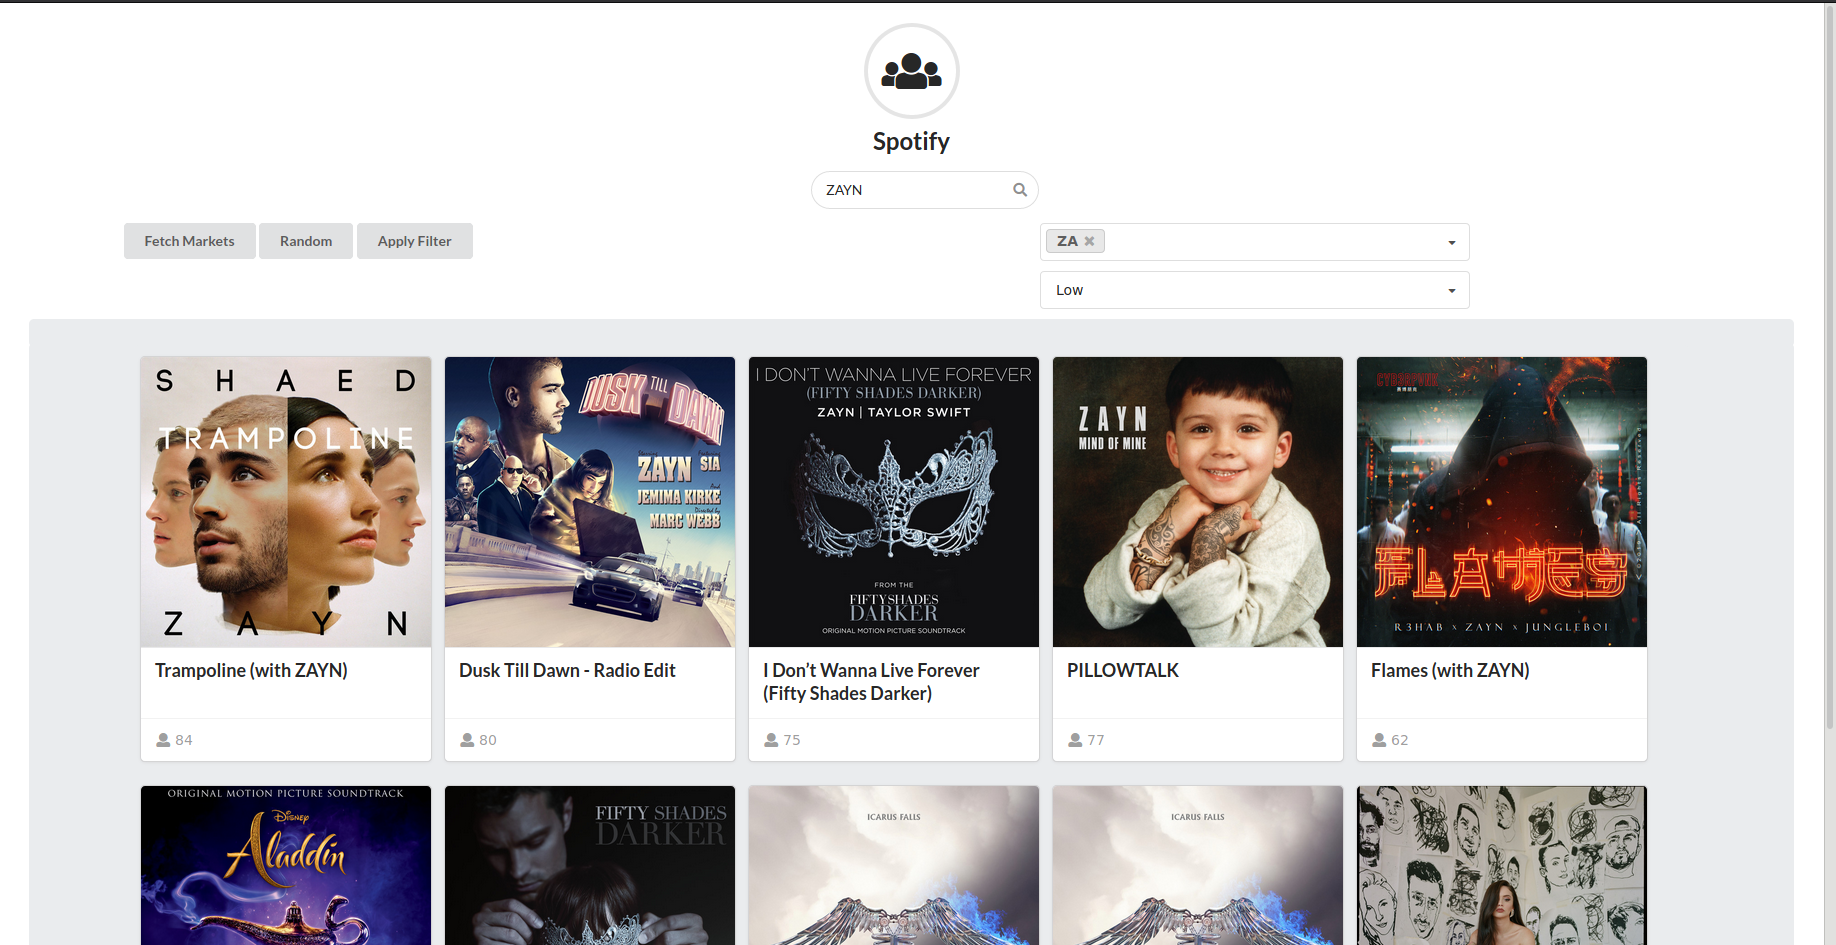 Spotify
ZAYN
Fetch Markets
Random
Apply Filter
ZA
Low
SHAED
TRAMPOLINE
ZAYN
Trampoline (with ZAYN)
84
DUSK TILL DAWN
ZAYN SIA
JEMIMA KIRKE
Directed by
MARC WEBB
Dusk Till Dawn - Radio Edit
80
I DON'T WANNA LIVE FOREVER
(FIFTY SHADES DARKER)
ZAYN | TAYLOR SWIFT
FROM THE
FIFTY SHADES
DARKER
ORIGINAL MOTION PICTURE SOUNDTRACK
I Don’t Wanna Live Forever
(Fifty Shades Darker)
75
ZAYN
MIND OF MINE
PILLOWTALK
77
FLAMES
R3HAB x ZAYN x JUNGLEBOI
Flames (with ZAYN)
62
ORIGINAL MOTION PICTURE SOUNDTRACK
Disney
Aladdin
FIFTY SHADES
DARKER
ICARUS FALLS
ICARUS FALLS